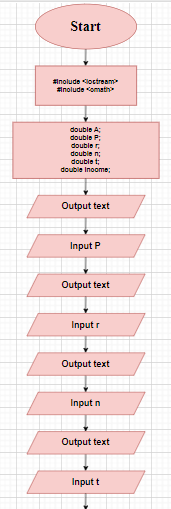 Start
#include <iostream>
#include <cmath>
double A;
double P;
double r;
double n;
double t;
double Income;
Output text
Input P
Output text
Input r
Output text
Input n
Output text
Input t